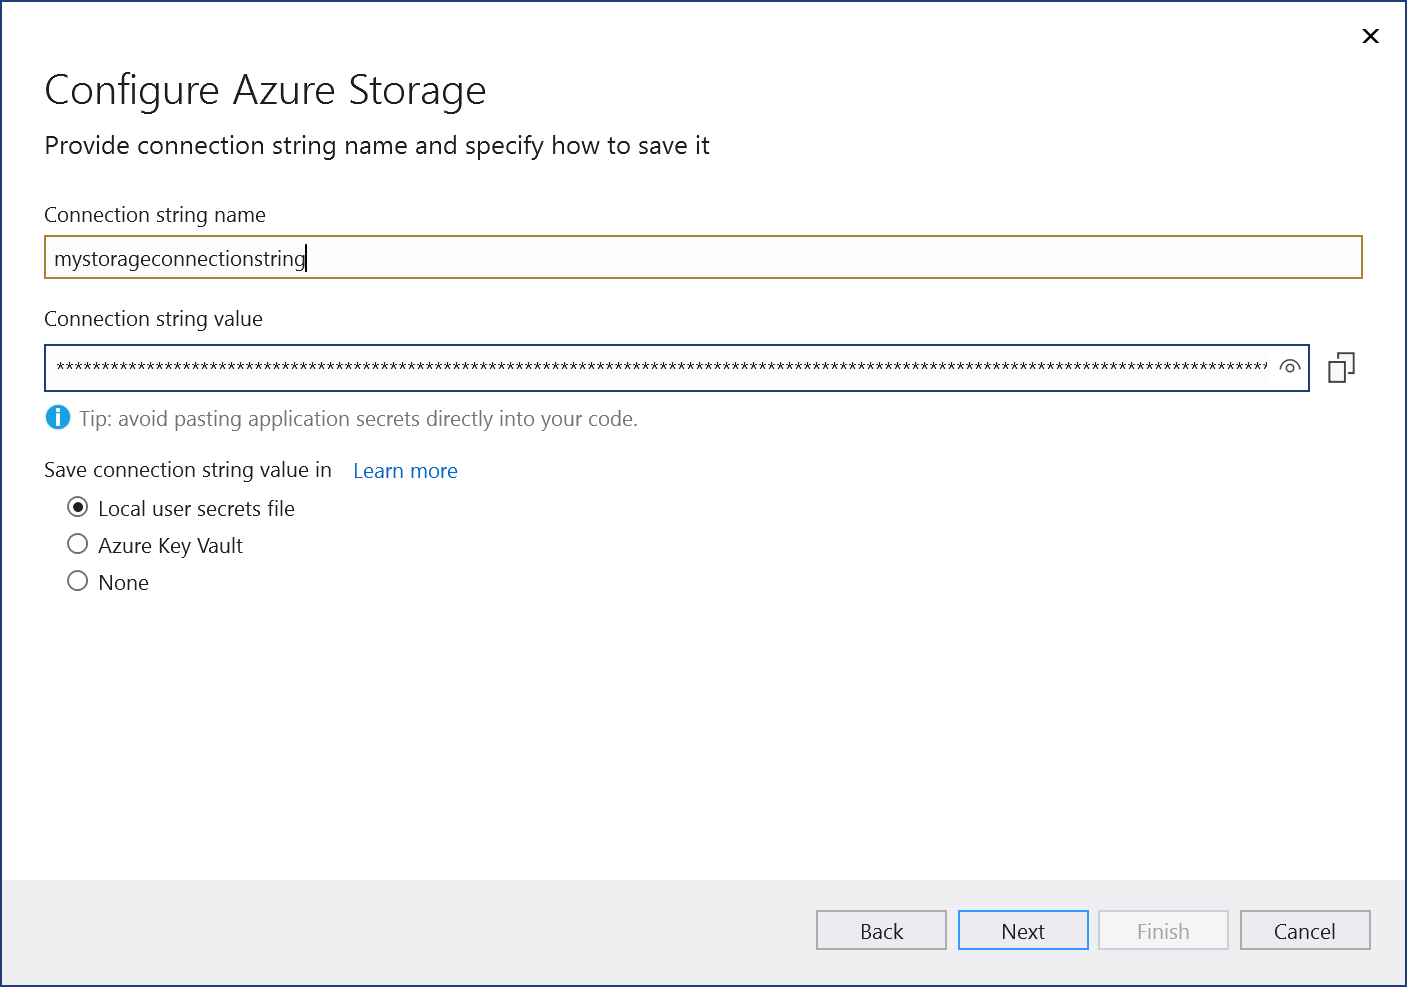 Configure Azure Storage
Provide connection string name and specify how to save it
Connection string name
mystorageconnectionstring
Connection string value
****************************************************************************************************************************************
Tip: avoid pasting application secrets directly into your code.
Save connection string value in Learn more
Local user secrets file
Azure Key Vault
None
Back Next Finish Cancel